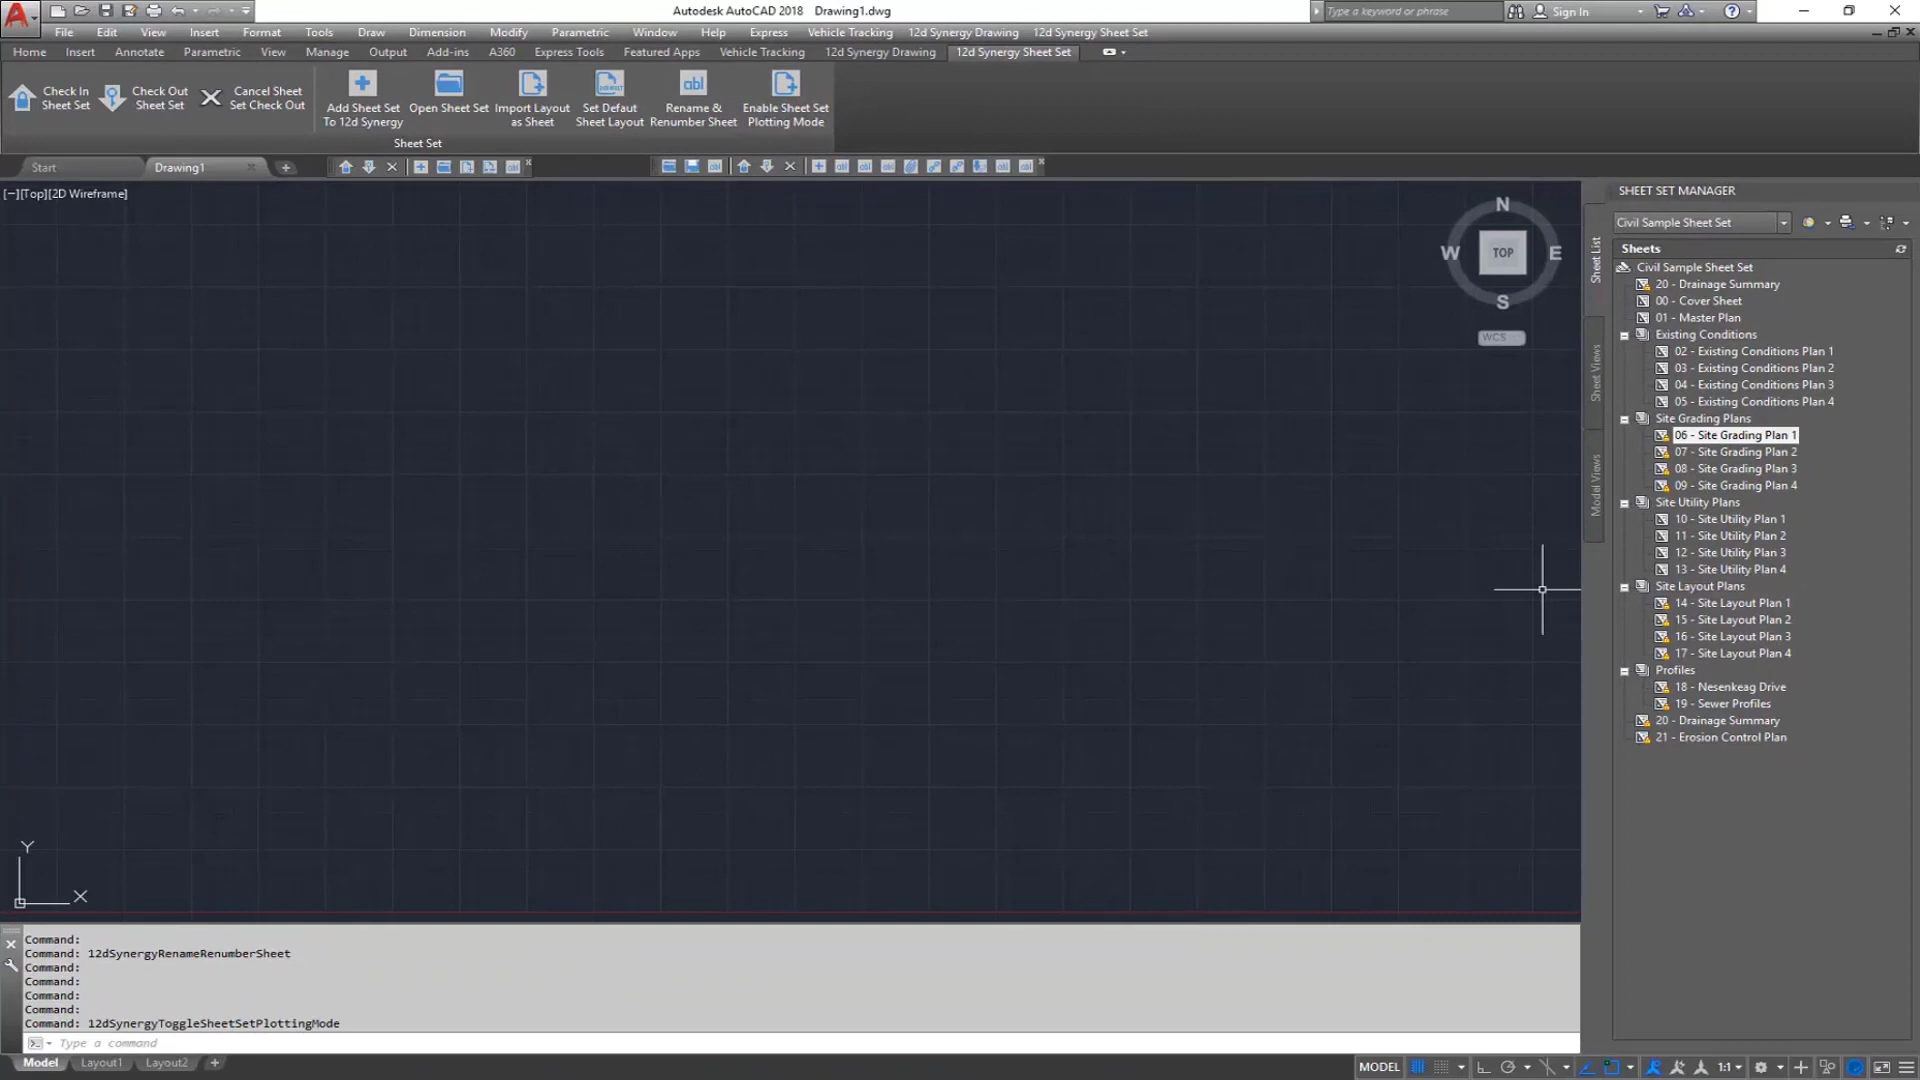 Autodesk AutoCAD 2018 Drawing1.dwg
Type a keyword or phrase
Sign In
File Edit View Insert Format Tools Draw Dimension Modify Parametric Window Help Express Vehicle Tracking 12d Synergy Drawing 12d Synergy Sheet Set
Home Insert Annotate Parametric View Manage Output Add-ins A360 Express Tools Featured Apps Vehicle Tracking 12d Synergy Drawing 12d Synergy Sheet Set
Check In
Sheet Set
Check Out
Sheet Set
Cancel Sheet
Set Check Out
Add Sheet Set
To 12d Synergy
Open Sheet Set
Import Layout
as Sheet
Set Defaut
Sheet Layout
abl
Rename &
Renumber Sheet
Enable Sheet Set
Plotting Mode
Sheet Set
Start
Drawing1
[−][Top][2D Wireframe]
N
W
TOP
E
S
WCS
SHEET SET MANAGER
Civil Sample Sheet Set
Sheet List
Sheet Views
Model Views
Sheets
Civil Sample Sheet Set
20 - Drainage Summary
00 - Cover Sheet
01 - Master Plan
Existing Conditions
02 - Existing Conditions Plan 1
03 - Existing Conditions Plan 2
04 - Existing Conditions Plan 3
05 - Existing Conditions Plan 4
Site Grading Plans
06 - Site Grading Plan 1
07 - Site Grading Plan 2
08 - Site Grading Plan 3
09 - Site Grading Plan 4
Site Utility Plans
10 - Site Utility Plan 1
11 - Site Utility Plan 2
12 - Site Utility Plan 3
13 - Site Utility Plan 4
Site Layout Plans
14 - Site Layout Plan 1
15 - Site Layout Plan 2
16 - Site Layout Plan 3
17 - Site Layout Plan 4
Profiles
18 - Nesenkeag Drive
19 - Sewer Profiles
20 - Drainage Summary
21 - Erosion Control Plan
Y
X
Command:
Command: 12dSynergyRenameRenumberSheet
Command:
Command:
Command:
Command:
Command: 12dSynergyToggleSheetSetPlottingMode
Type a command
Model Layout1 Layout2
MODEL
1:1